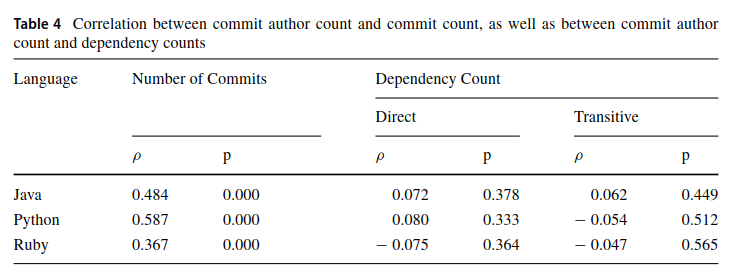 Table 4 Correlation between commit author count and commit count, as well as between commit author
count and dependency counts
Language Number of Commits Dependency Count
Direct Transitive
ρ p ρ p ρ p
Java 0.484 0.000 0.072 0.378 0.062 0.449
Python 0.587 0.000 0.080 0.333 − 0.054 0.512
Ruby 0.367 0.000 − 0.075 0.364 − 0.047 0.565